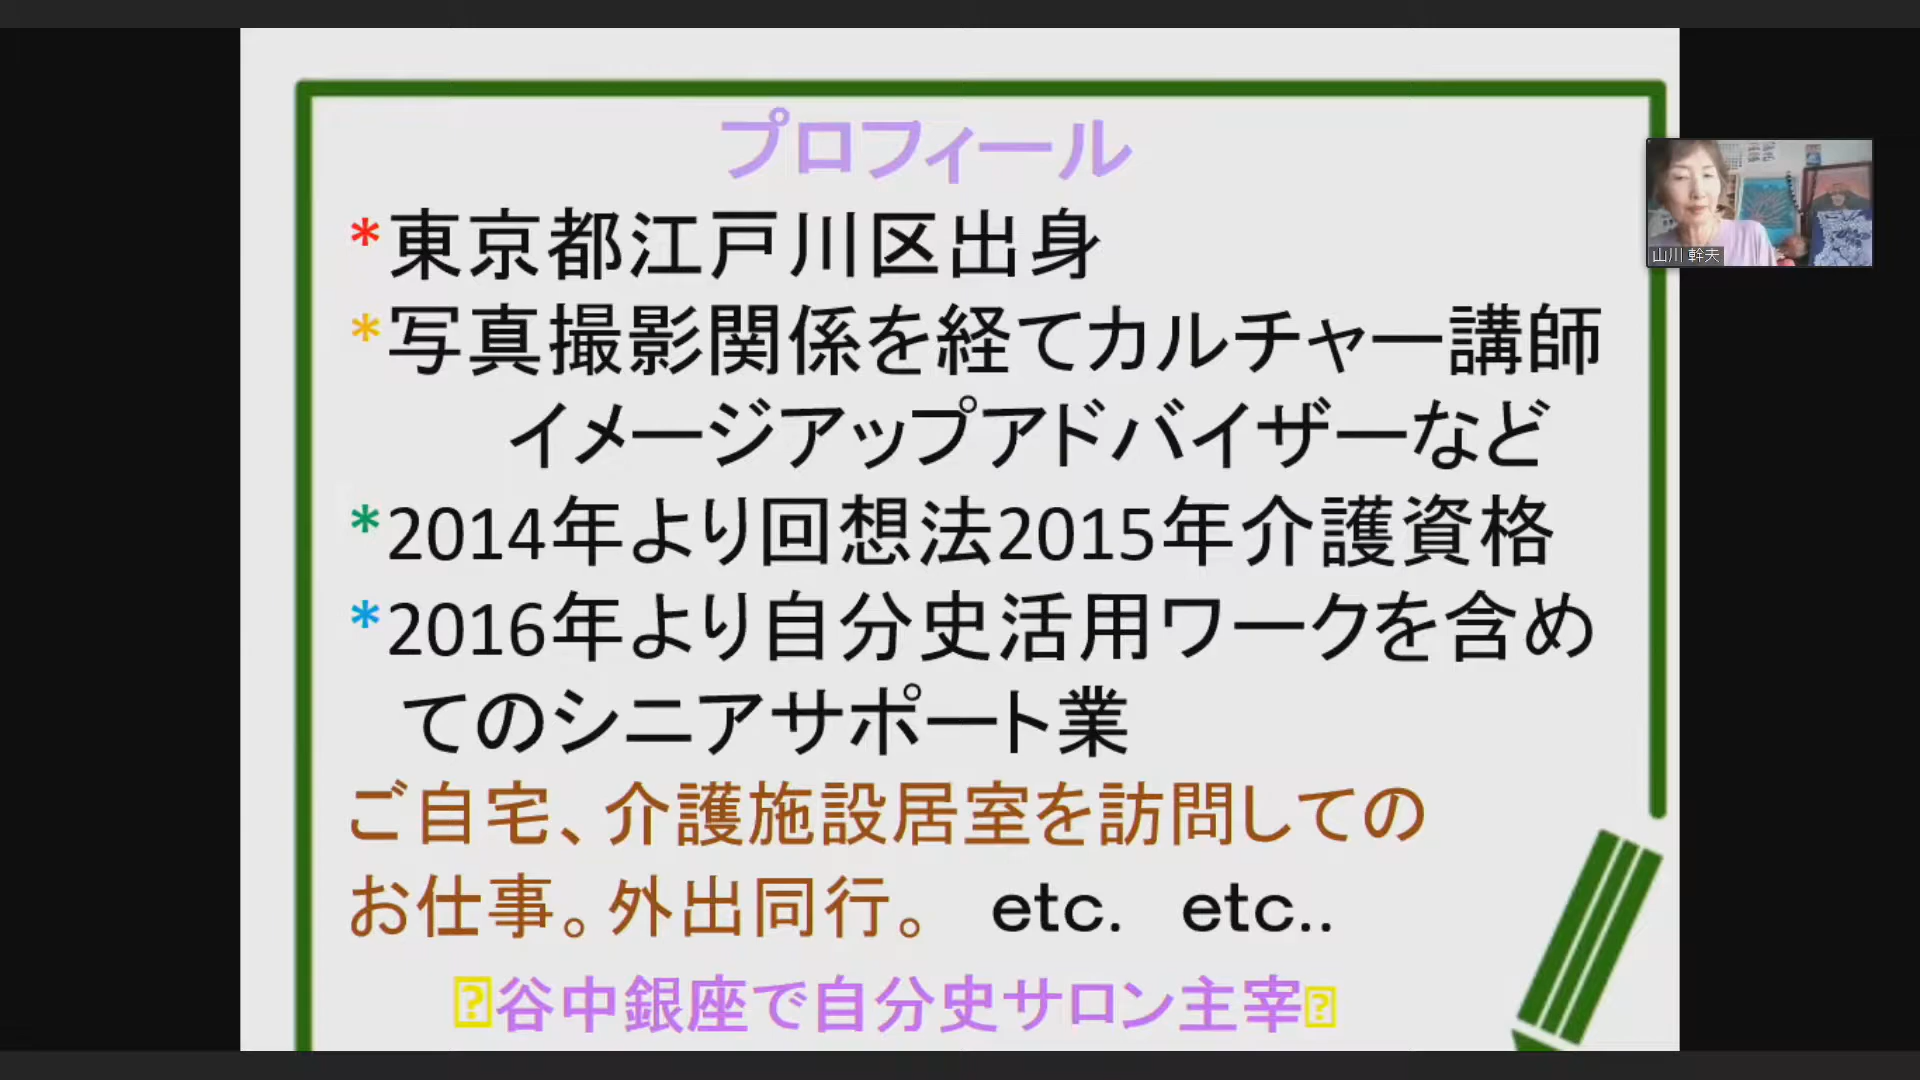 プロフィール
*東京都江戸川区出身
*写真撮影関係を経てカルチャー講師
イメージアップアドバイザーなど
*2014年より回想法2015年介護資格
*2016年より自分史活用ワークを含め
てのシニアサポート業
ご自宅、介護施設居室を訪問しての
お仕事。外出同行。 etc. etc..
谷中銀座で自分史サロン主宰
山川 幹夫